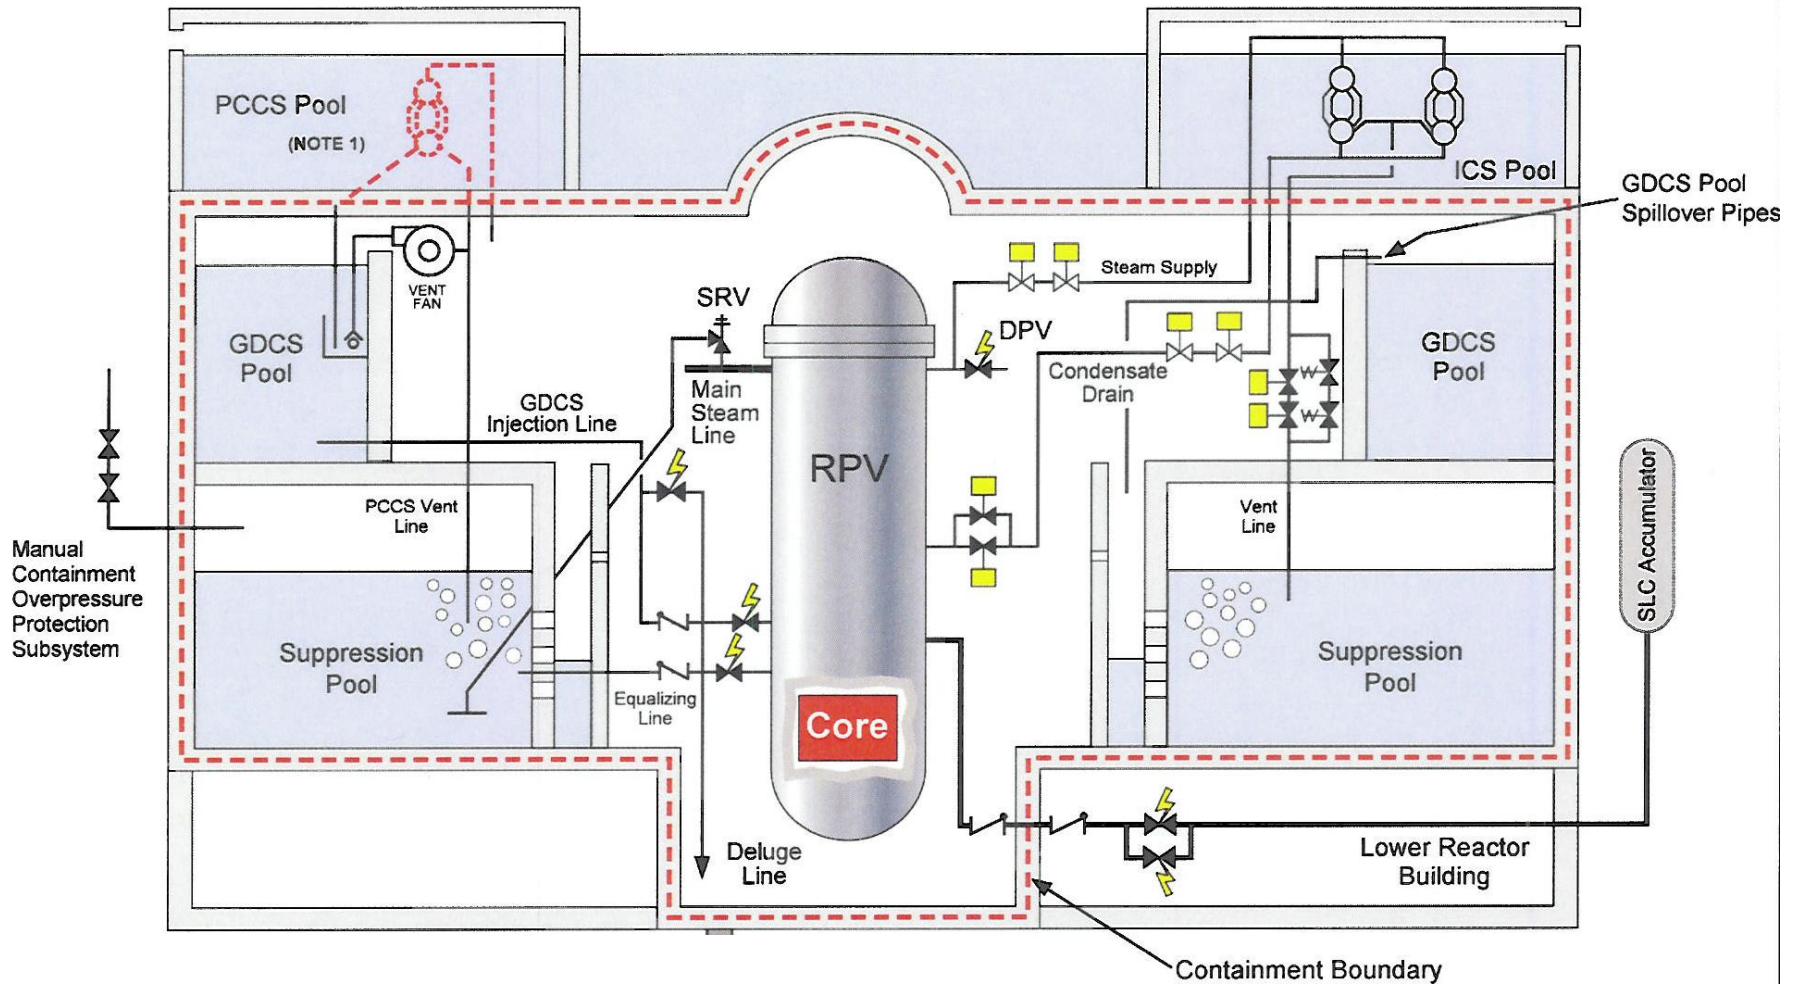 PCCS Pool
(NOTE 1)
ICS Pool
GDCS Pool
Spillover Pipes
VENT
FAN
GDCS
Pool
SRV
Main
Steam
Line
DPV
Steam Supply
Condensate
Drain
GDCS
Pool
GDCS
Injection Line
RPV
PCCS Vent
Line
Vent
Line
SLC Accumulator
Manual
Containment
Overpressure
Protection
Subsystem
Suppression
Pool
Equalizing
Line
Core
Suppression
Pool
Deluge
Line
Lower Reactor
Building
Containment Boundary